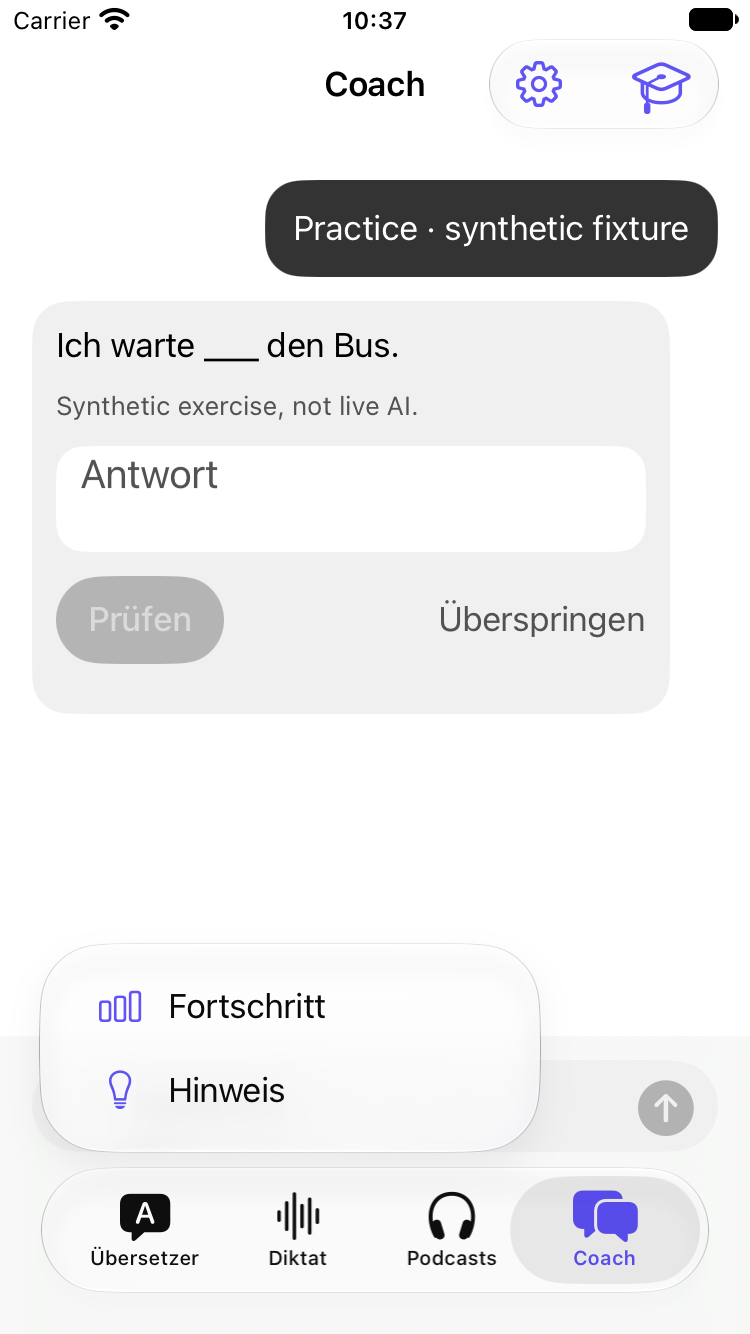 Carrier 10:37
Coach
Practice · synthetic fixture
Ich warte ___ den Bus.
Synthetic exercise, not live AI.
Antwort
Prüfen Überspringen
Fortschritt
Hinweis
A
Übersetzer Diktat Podcasts Coach